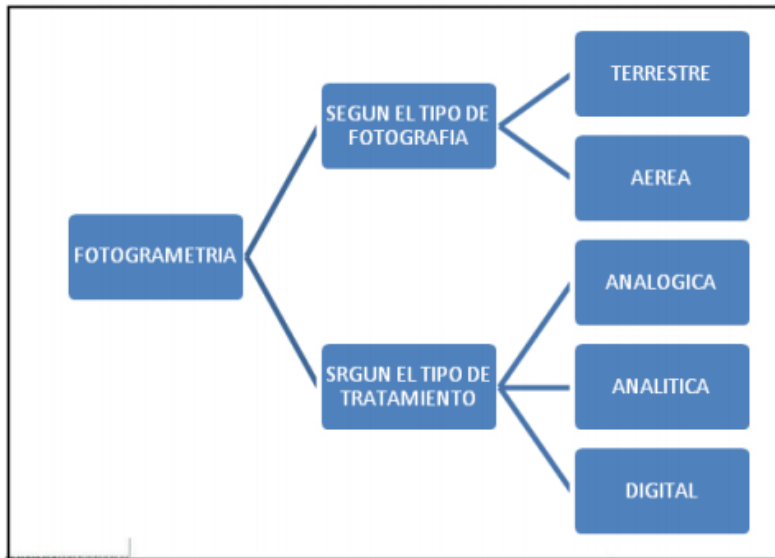 FOTOGRAMETRIA
SEGUN EL TIPO DE
FOTOGRAFIA
TERRESTRE
AEREA
SRGUN EL TIPO DE
TRATAMIENTO
ANALOGICA
ANALITICA
DIGITAL